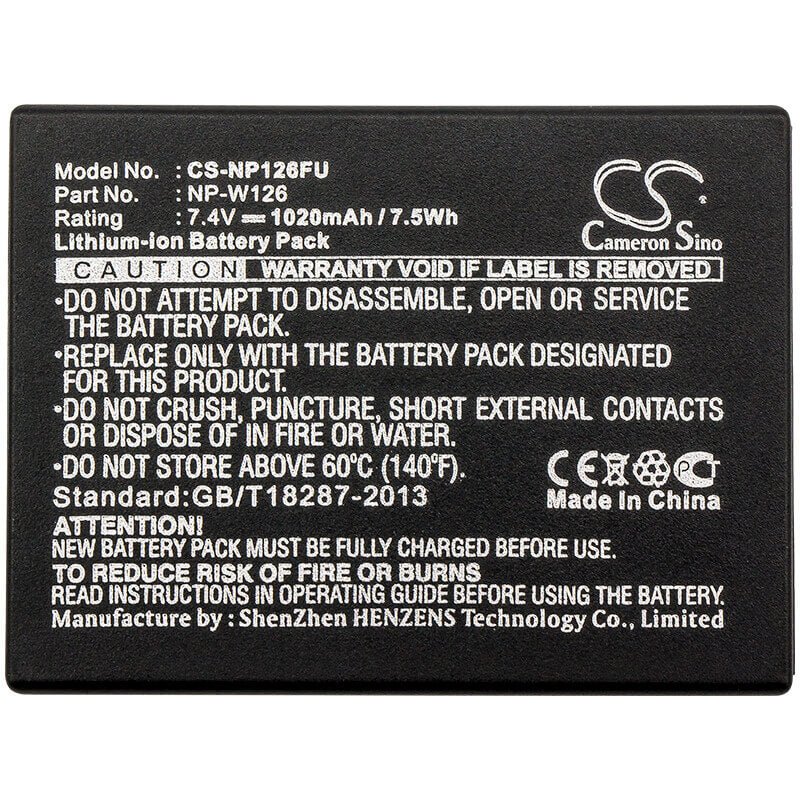 Model No. : CS-NP126FU
Part No. : NP-W126
Rating : 7.4V ⎓ 1020mAh / 7.5Wh
Lithium-ion Battery Pack
CS
Cameron Sino
CAUTION WARRANTY VOID IF LABEL IS REMOVED
•DO NOT ATTEMPT TO DISASSEMBLE, OPEN OR SERVICE
THE BATTERY PACK.
•REPLACE ONLY WITH THE BATTERY PACK DESIGNATED
FOR THIS PRODUCT.
•DO NOT CRUSH, PUNCTURE, SHORT EXTERNAL CONTACTS
OR DISPOSE OF IN FIRE OR WATER.
•DO NOT STORE ABOVE 60°C (140°F).
Standard:GB/T18287-2013
CE PCT
Made In China
ATTENTION!
NEW BATTERY PACK MUST BE FULLY CHARGED BEFORE USE.
TO REDUCE RISK OF FIRE OR BURNS
READ INSTRUCTIONS IN OPERATING GUIDE BEFORE USING THE BATTERY.
Manufacture by : ShenZhen HENZENS Technology Co., Limited